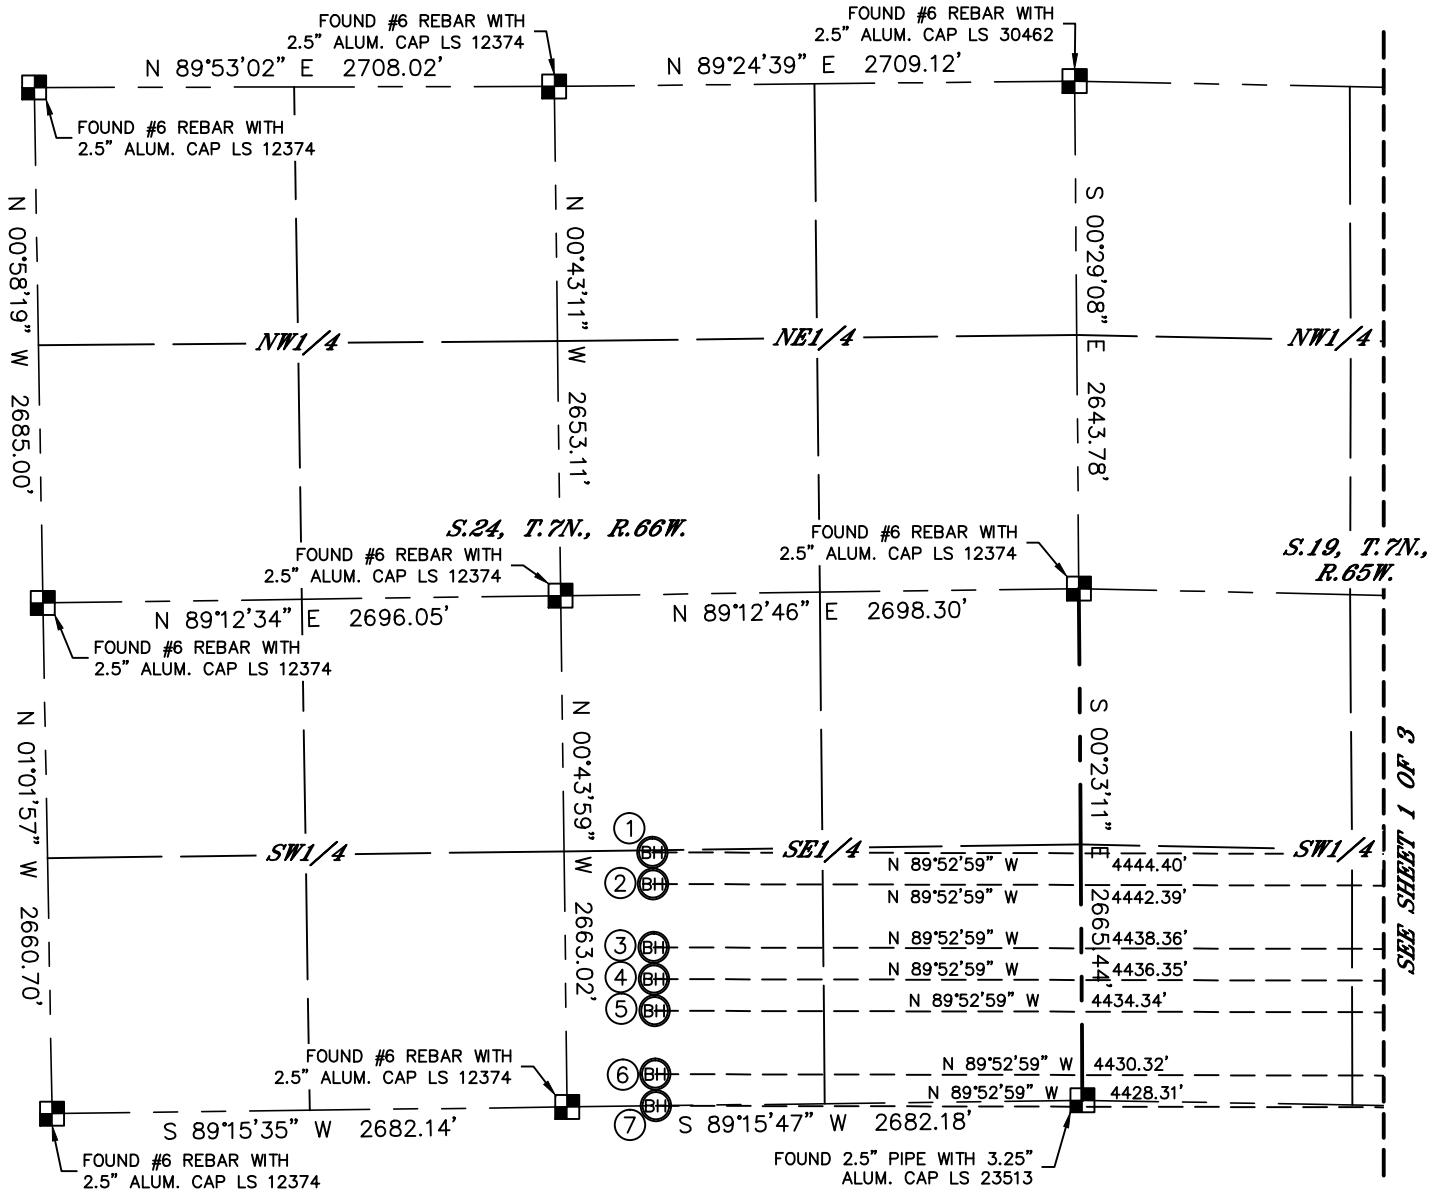 FOUND #6 REBAR WITH
2.5" ALUM. CAP LS 12374
FOUND #6 REBAR WITH
2.5" ALUM. CAP LS 30462
N 89°53'02" E 2708.02'
N 89°24'39" E 2709.12'
FOUND #6 REBAR WITH
2.5" ALUM. CAP LS 12374
N 00°58'19" W 2685.00'
N 00°43'11" W 2653.11'
S 00°29'08" E 2643.78'
NW1/4
NE1/4
NW1/4
S.24, T.7N., R.66W.
FOUND #6 REBAR WITH
2.5" ALUM. CAP LS 12374
FOUND #6 REBAR WITH
2.5" ALUM. CAP LS 12374
S.19, T.7N.,
R.65W.
N 89°12'34" E 2696.05'
N 89°12'46" E 2698.30'
FOUND #6 REBAR WITH
2.5" ALUM. CAP LS 12374
N 01°01'57" W 2660.70'
N 00°43'59" W 2663.02'
S 00°23'11" E 2665.44'
SEE SHEET 1 OF 3
SW1/4
SE1/4
SW1/4
1
BH
N 89°52'59" W 4444.40'
2
BH
N 89°52'59" W 4442.39'
3
BH
N 89°52'59" W 4438.36'
4
BH
N 89°52'59" W 4436.35'
5
BH
N 89°52'59" W 4434.34'
6
BH
N 89°52'59" W 4430.32'
7
BH
N 89°52'59" W 4428.31'
FOUND #6 REBAR WITH
2.5" ALUM. CAP LS 12374
S 89°15'35" W 2682.14'
S 89°15'47" W 2682.18'
FOUND #6 REBAR WITH
2.5" ALUM. CAP LS 12374
FOUND 2.5" PIPE WITH 3.25"
ALUM. CAP LS 23513